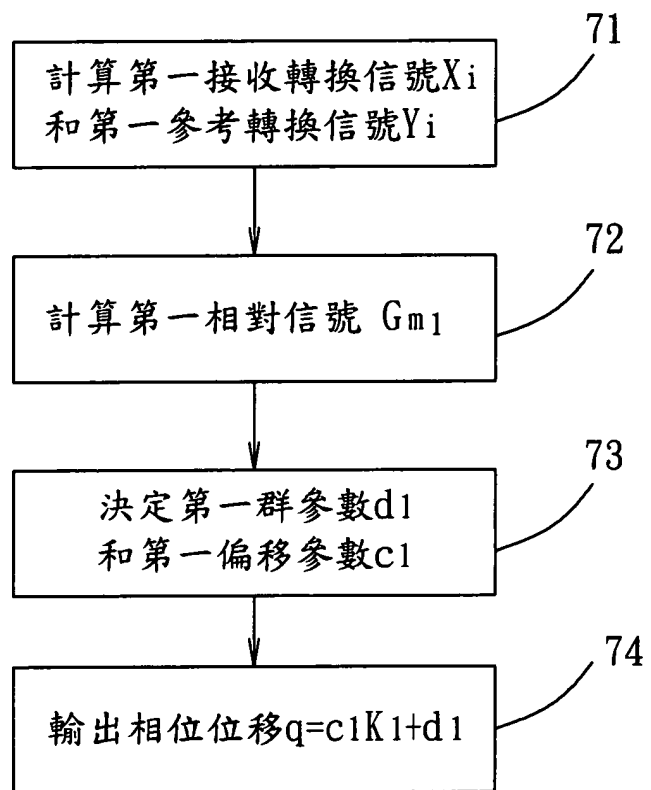 71
計算第一接收轉換信號Xi
和第一參考轉換信號Yi
72
計算第一相對信號 Gm1
73
決定第一群參數d1
和第一偏移參數c1
74
輸出相位位移q=c1K1+d1